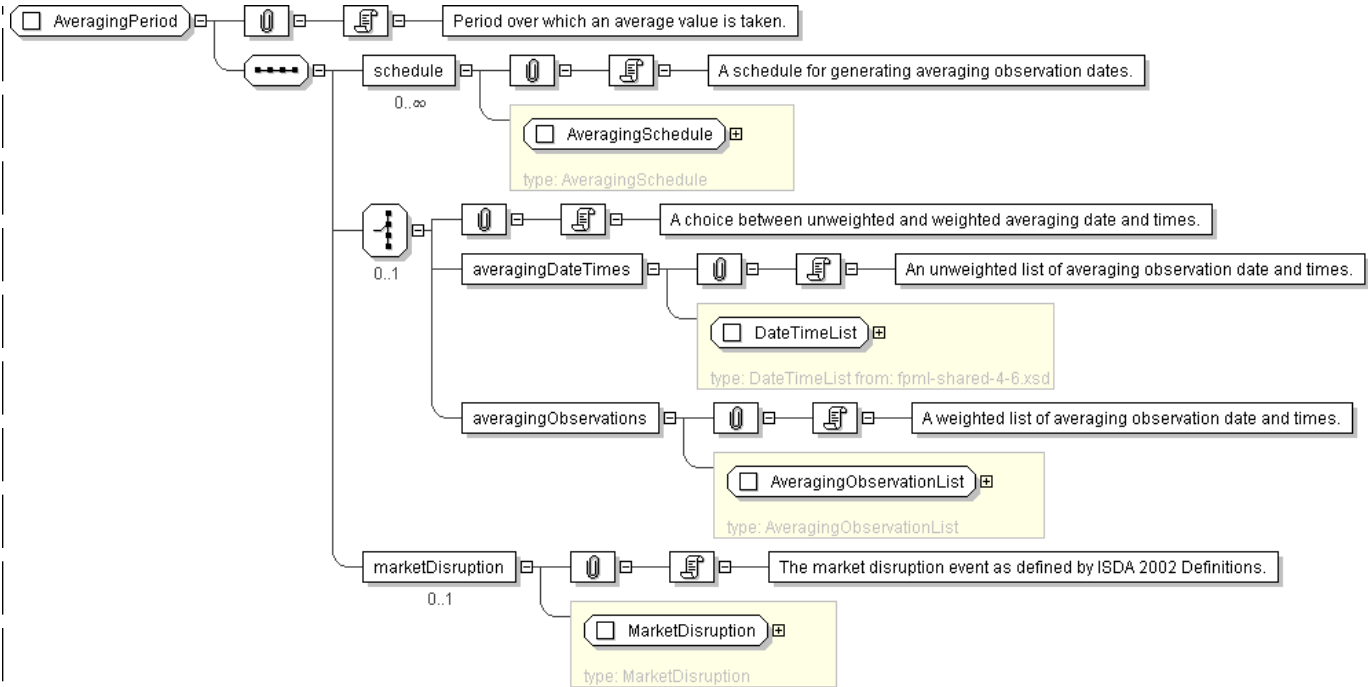 AveragingPeriod
Period over which an average value is taken.
schedule
A schedule for generating averaging observation dates.
0..∞
AveragingSchedule
type: AveragingSchedule
A choice between unweighted and weighted averaging date and times.
0..1
averagingDateTimes
An unweighted list of averaging observation date and times.
DateTimeList
type: DateTimeList from: fpml-shared-4-6.xsd
averagingObservations
A weighted list of averaging observation date and times.
AveragingObservationList
type: AveragingObservationList
marketDisruption
The market disruption event as defined by ISDA 2002 Definitions.
0..1
MarketDisruption
type: MarketDisruption